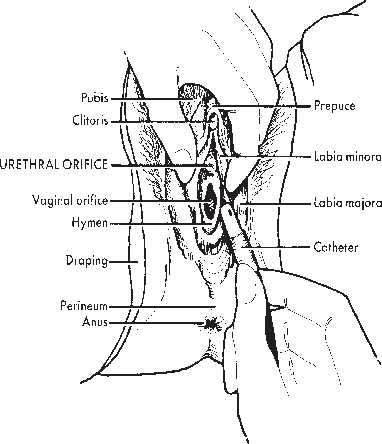 Pubis
Prepuce
Clitoris
Labia minora
URETHRAL ORIFICE
Vaginal orifice
Labia majora
Hymen
Catheter
Draping
Perineum
Anus